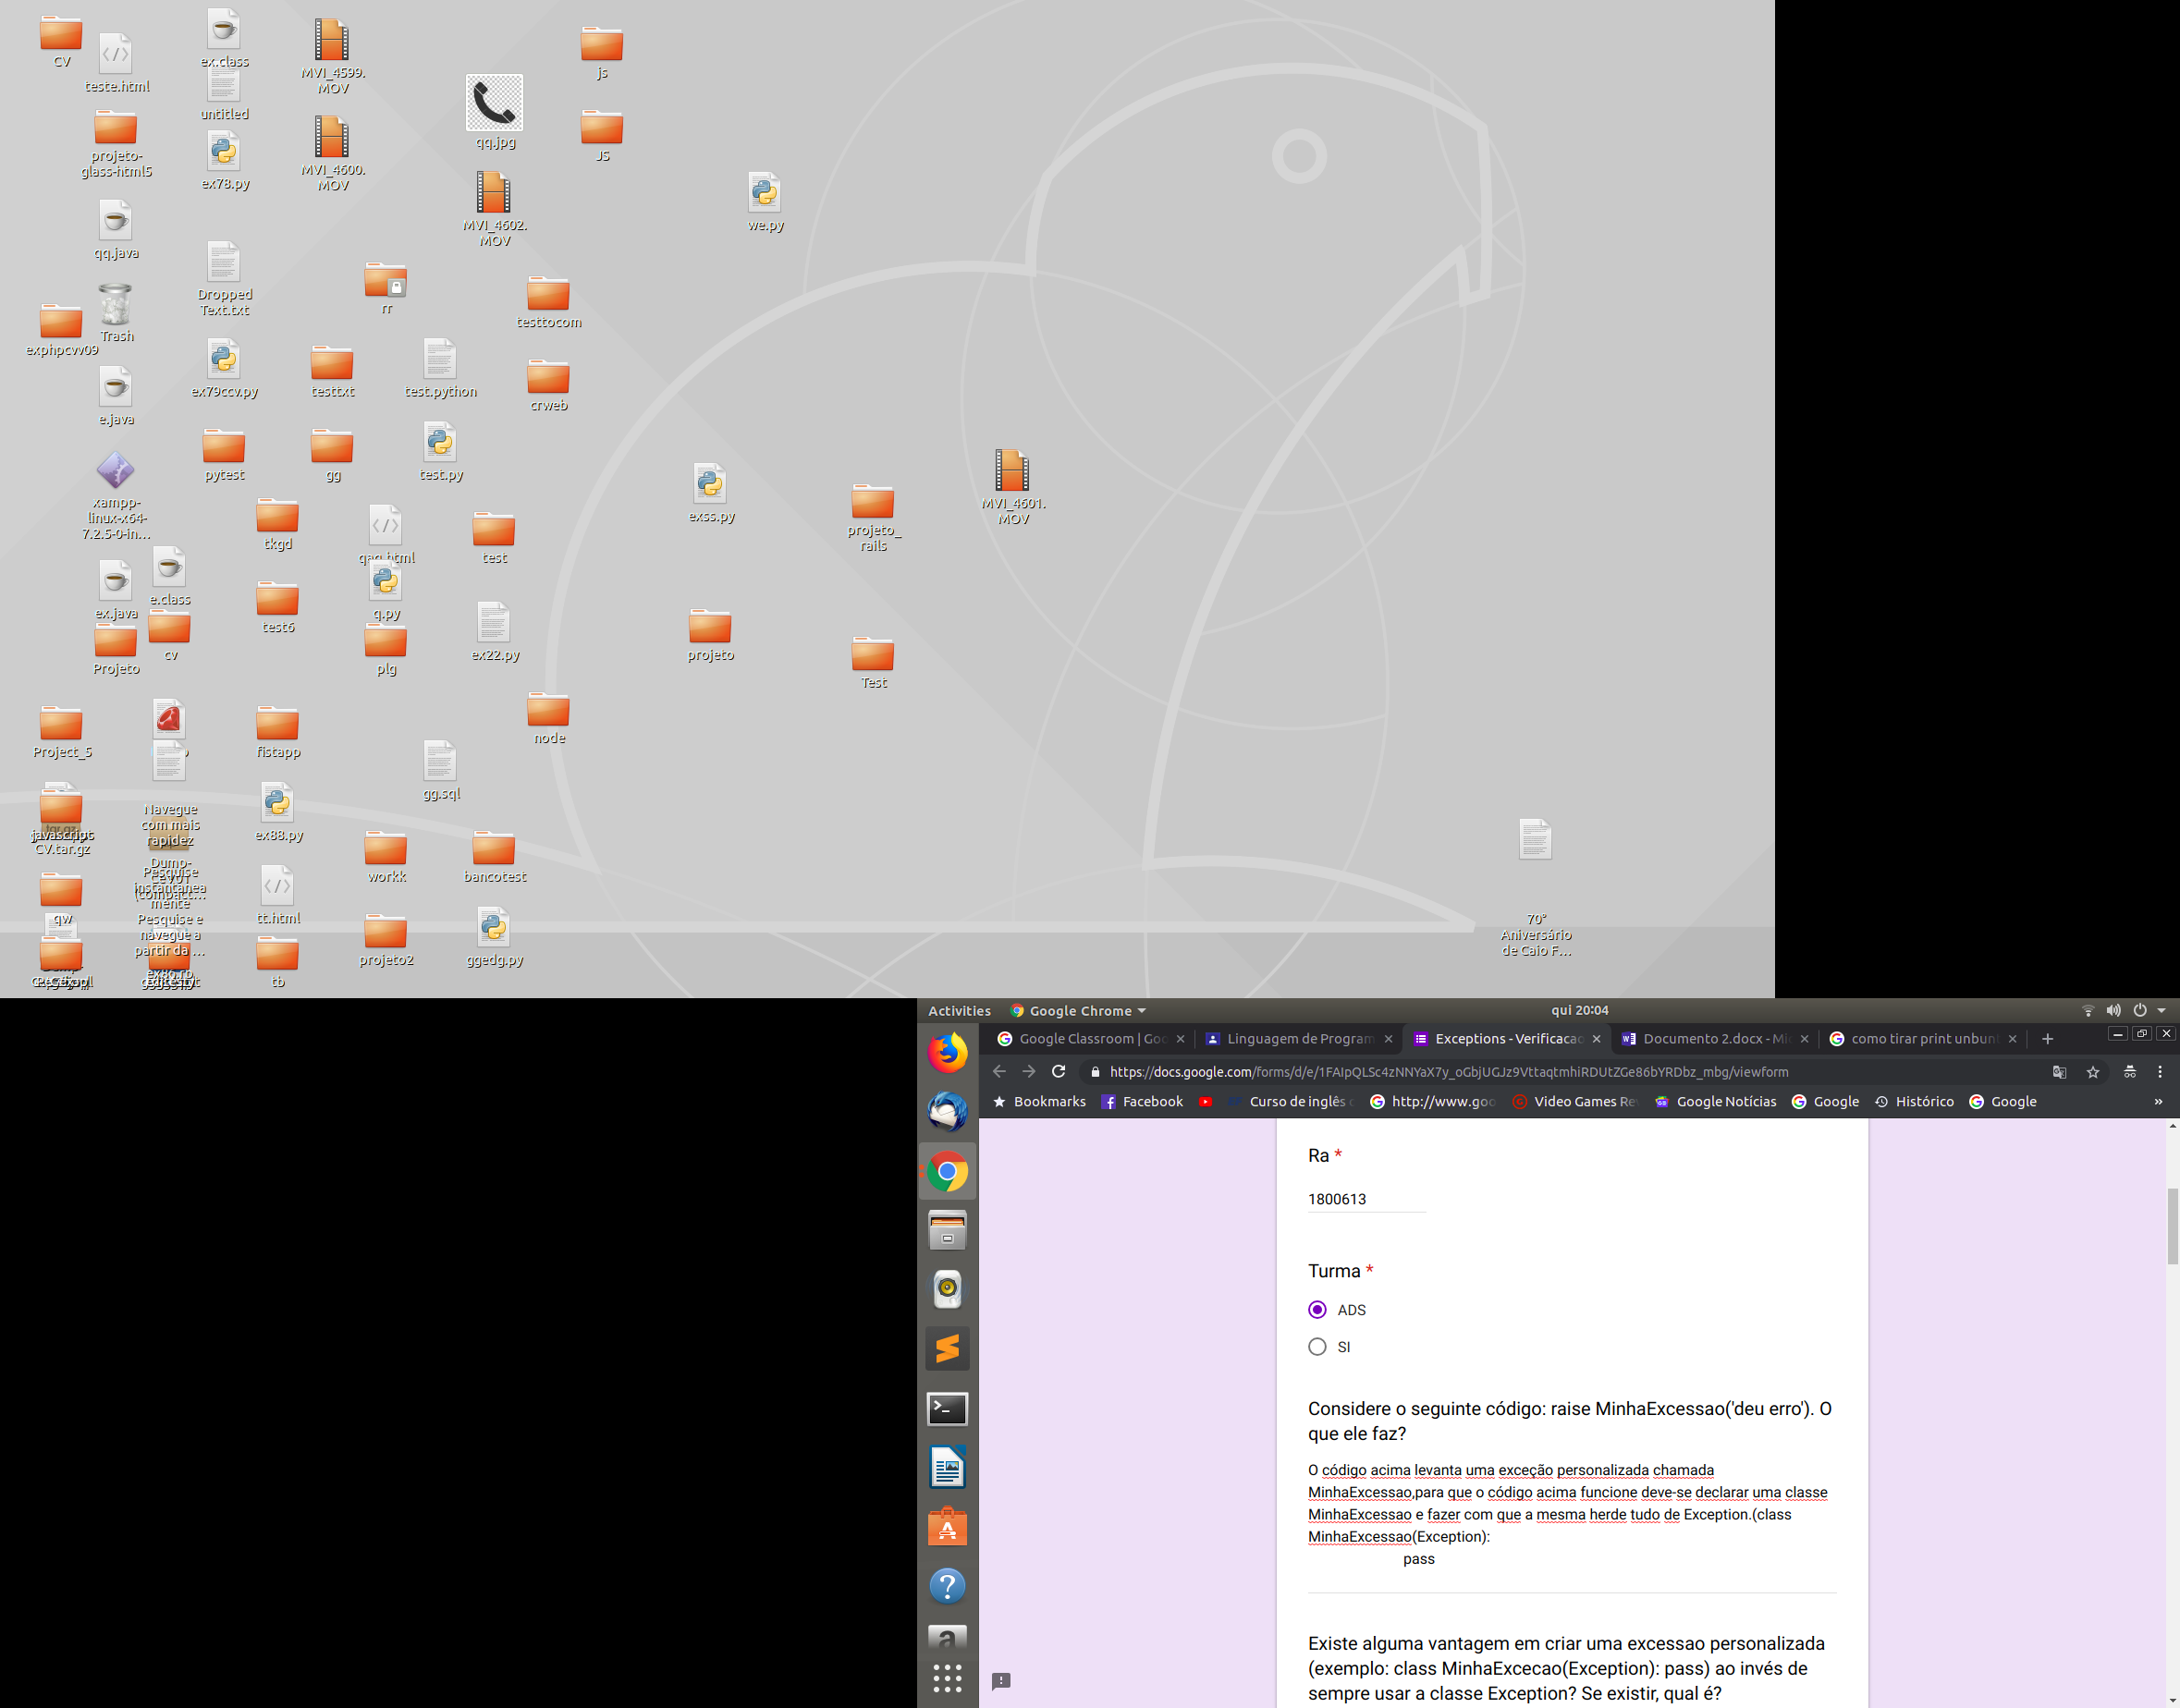 CV
teste.html
ex.class
untitled
MVI_4599.
MOV
qq.jpg
js
projeto-
glass-html5
ex78.py
MVI_4600.
MOV
JS
qq.java
MVI_4602.
MOV
we.py
Dropped
Text.txt
rr
testtocom
Trash
exphpcvv09
ex79ccv.py
testtxt
test.python
crweb
e.java
pytest
gg
test.py
xampp-
linux-x64-
7.2.5-0-in...
tkgd
test
exss.py
projeto_
rails
MVI_4601.
MOV
ex.java
e.class
test6
q.py
Projeto
cv
plg
ex22.py
projeto
Test
Project_5
fistapp
node
gg.sql
javascript
CV.tar.gz
Navegue
com mais
rapidez
ex88.py
workk
bancotest
Dump-
Pesquise
instantanea
mente
qw
Pesquise e
navegue a
partir da ...
tt.html
projeto2
ggedg.py
tb
70°
Aniversário
de Caio F...
Activities
Google Chrome
qui 20:04
Google Classroom | Goo
Linguagem de Program
Exceptions - Verificacao
Documento 2.docx - Mi
como tirar print unbun
https://docs.google.com/forms/d/e/1FAIpQLSc4zNNYaX7y_oGbjUGJz9VttaqtmhiRDUtZGe86bYRDbz_mbg/viewform
Bookmarks
Facebook
Curso de inglês
http://www.goo
Video Games Re
Google Notícias
Google
Histórico
Google
»
Ra *
1800613
Turma *
ADS
SI
Considere o seguinte código: raise MinhaExcessao('deu erro'). O
que ele faz?
O código acima levanta uma exceção personalizada chamada
MinhaExcessao,para que o código acima funcione deve-se declarar uma classe
MinhaExcessao e fazer com que a mesma herde tudo de Exception.(class
MinhaExcessao(Exception):
pass
Existe alguma vantagem em criar uma excessao personalizada
(exemplo: class MinhaExcecao(Exception): pass) ao invés de
sempre usar a classe Exception? Se existir, qual é?